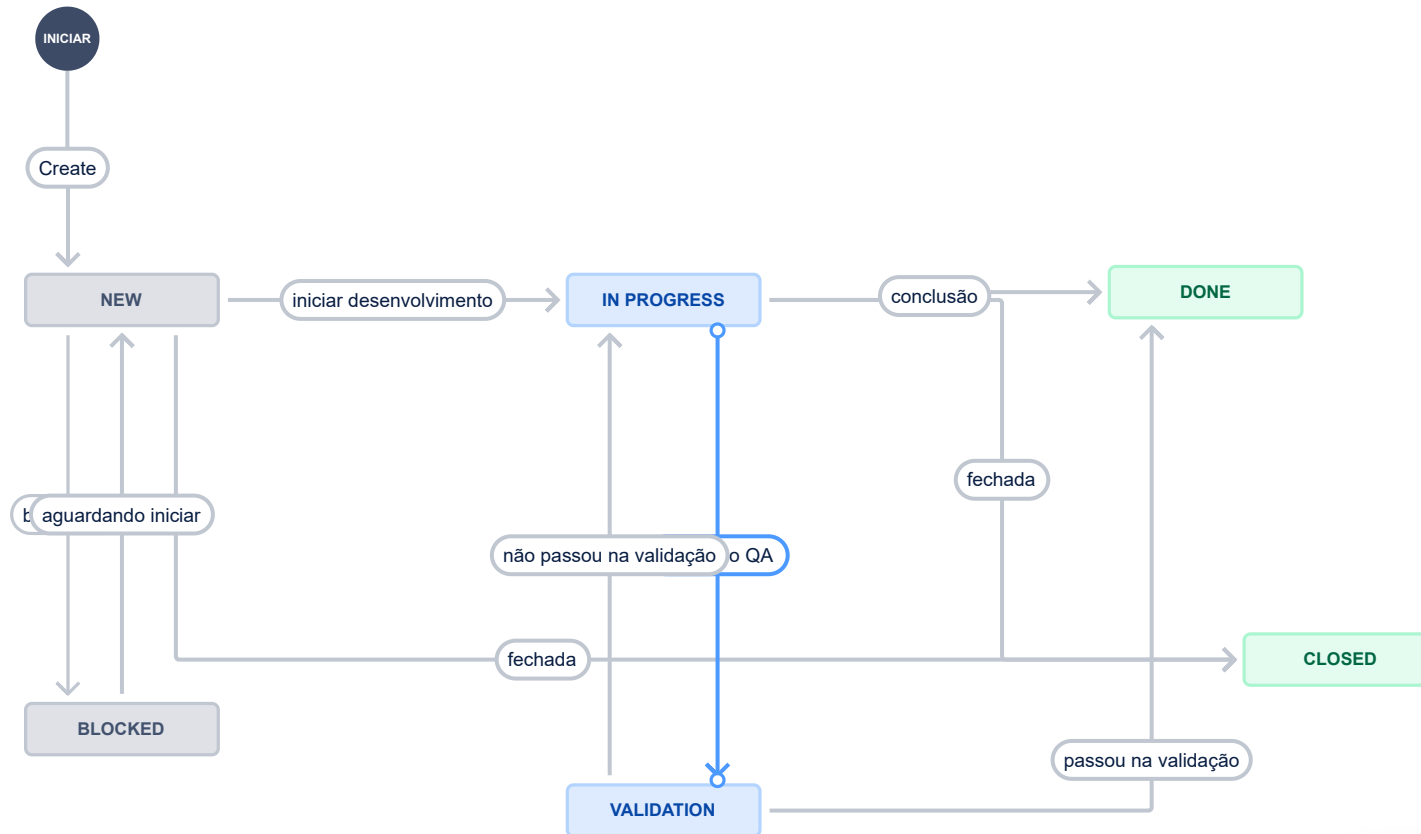 INICIAR
Create
NEW
iniciar desenvolvimento
IN PROGRESS
conclusão
DONE
fechada
aguardando iniciar
não passou na validação
o QA
fechada
CLOSED
BLOCKED
passou na validação
VALIDATION